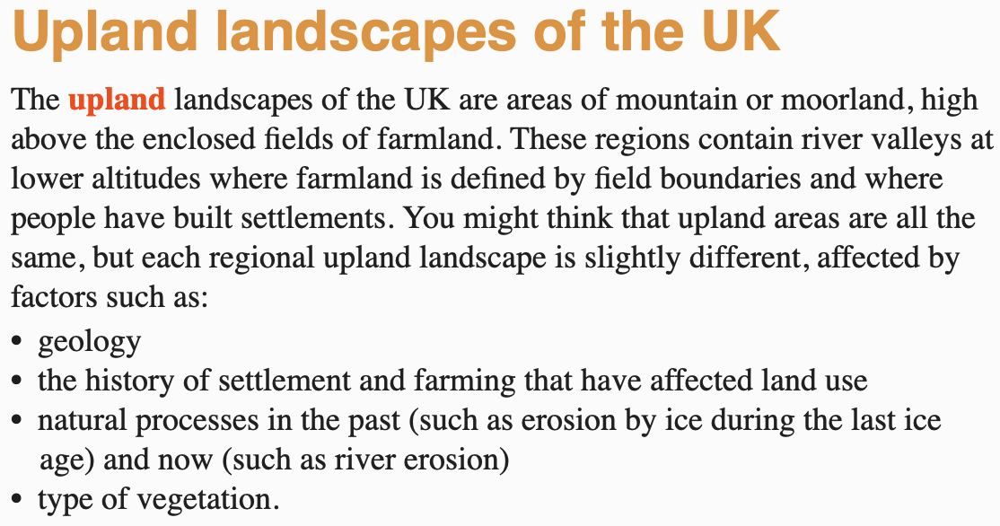 Upland landscapes of the UK
The upland landscapes of the UK are areas of mountain or moorland, high
above the enclosed fields of farmland. These regions contain river valleys at
lower altitudes where farmland is defined by field boundaries and where
people have built settlements. You might think that upland areas are all the
same, but each regional upland landscape is slightly different, affected by
factors such as:
• geology
• the history of settlement and farming that have affected land use
• natural processes in the past (such as erosion by ice during the last ice
age) and now (such as river erosion)
• type of vegetation.